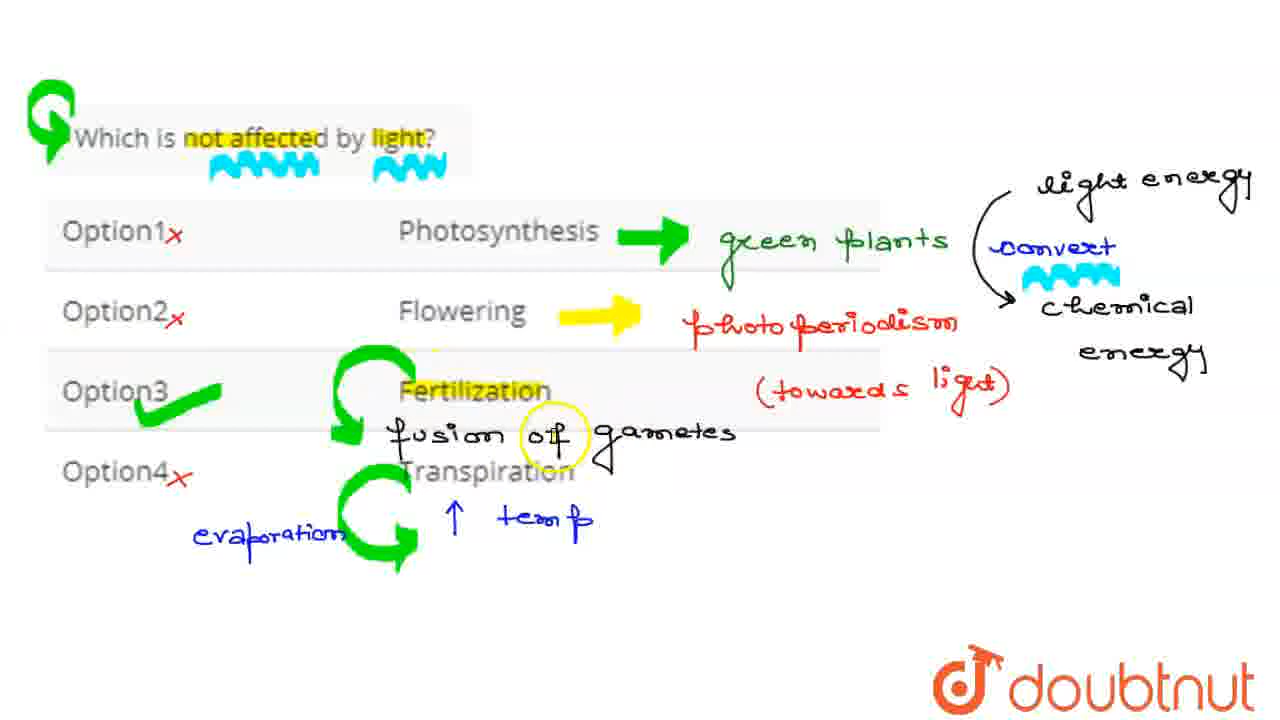 Which is not affected by light?
light energy
Option1 x Photosynthesis green plants
convert
chemical
energy
Option2 x Flowering photoperiodism
(towards light)
Option3 Fertilization
fusion of gametes
Option4 x Transpiration
evaporation ↑ temp
doubtnut